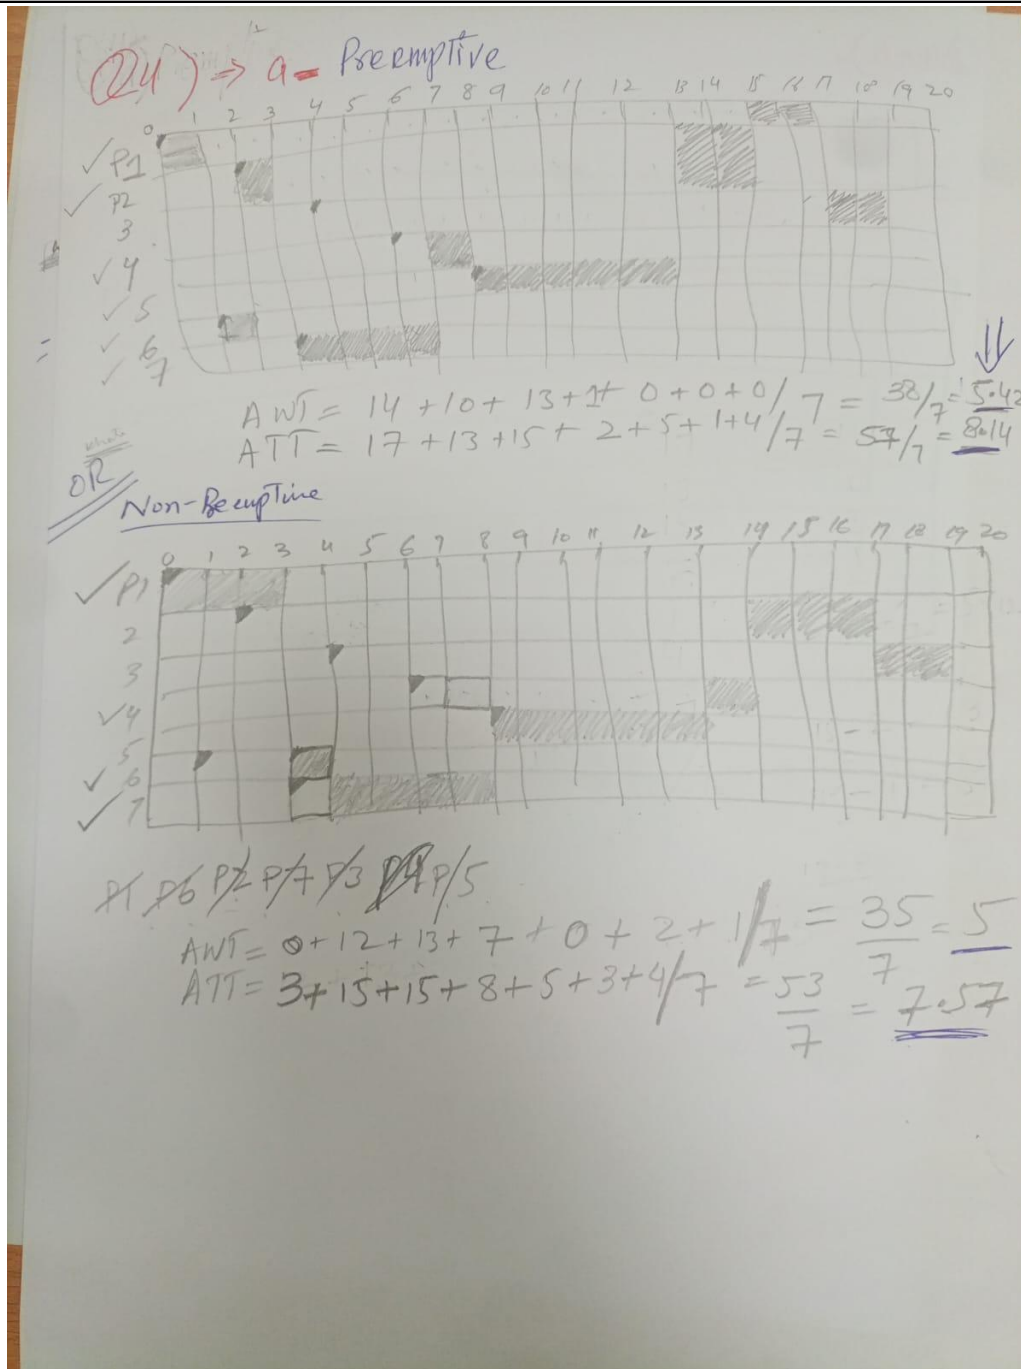 Q4) ⇒ a- Preemptive
0 1 2 3 4 5 6 7 8 9 10 11 12 13 14 15 16 17 18 19 20
✓ P1
✓ P2
3
✓ 4
✓ 5
✓ 6
✓ 7
AWT = 14 + 10 + 13 + 1 + 0 + 0 + 0 / 7 = 38/7 = 5.42
ATT = 17 + 13 + 15 + 2 + 5 + 1 + 4 / 7 = 57/7 = 8.14
OR
Non-Preemptive
0 1 2 3 4 5 6 7 8 9 10 11 12 13 14 15 16 17 18 19 20
✓ P1
2
3
✓ 4
5
✓ 6
✓ 7
P1 P6 P2 P7 P3 P4 P5
AWT = 0 + 12 + 13 + 7 + 0 + 2 + 1/7 = 35/7 = 5
ATT = 3 + 15 + 15 + 8 + 5 + 3 + 4/7 = 53/7 = 7.57